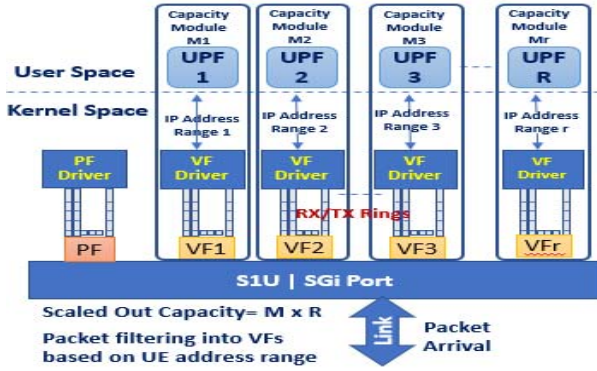 Capacity
Module
M1
UPF
1
Capacity
Module
M2
UPF
2
Capacity
Module
M3
UPF
3
Capacity
Module
Mr
UPF
R
User Space
Kernel Space
IP Address
Range 1
IP Address
Range 2
IP Address
Range 3
IP Address
Range r
PF
Driver
VF
Driver
VF
Driver
VF
Driver
VF
Driver
RX/TX Rings
PF
VF1
VF2
VF3
VFr
S1U | SGi Port
Scaled Out Capacity= M x R
Packet filtering into VFs
based on UE address range
Link
Packet
Arrival